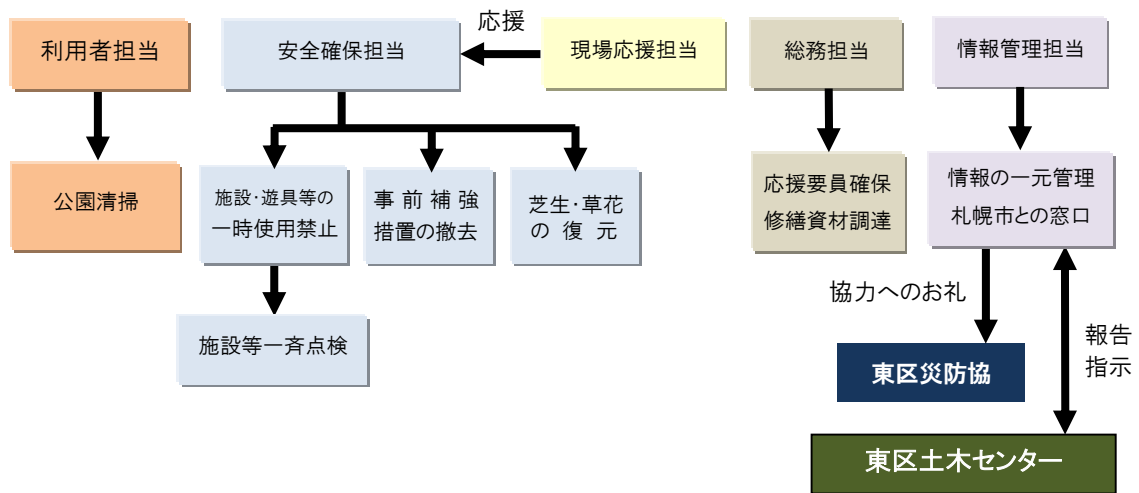 応援
利用者担当
安全確保担当
現場応援担当
総務担当
情報管理担当
公園清掃
施設・遊具等の
一時使用禁止
事前補強
措置の撤去
芝生・草花
の復元
応援要員確保
修繕資材調達
情報の一元管理
札幌市との窓口
施設等一斉点検
協力へのお礼
報告
指示
東区災防協
東区土木センター